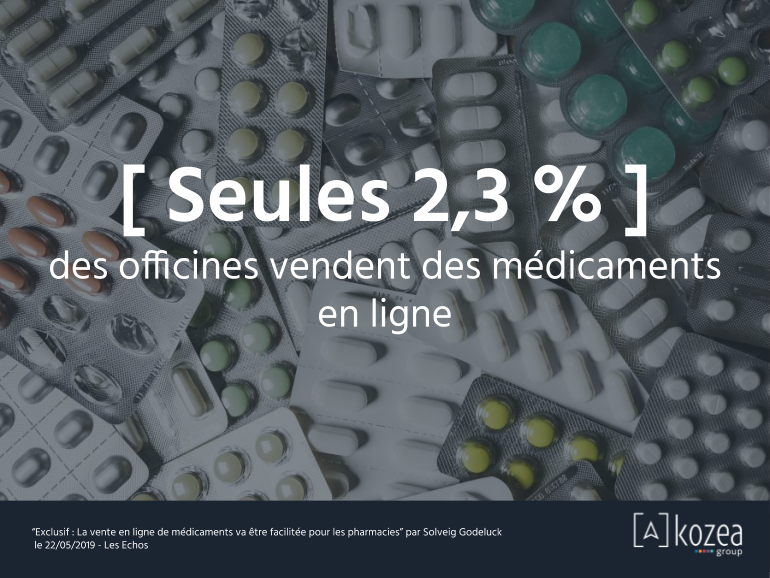 [ Seules 2,3 % ]
des officines vendent des médicaments
en ligne
“Exclusif : La vente en ligne de médicaments va être facilitée pour les pharmacies” par Solveig Godeluck
le 22/05/2019 - Les Echos
[A] kozea
group